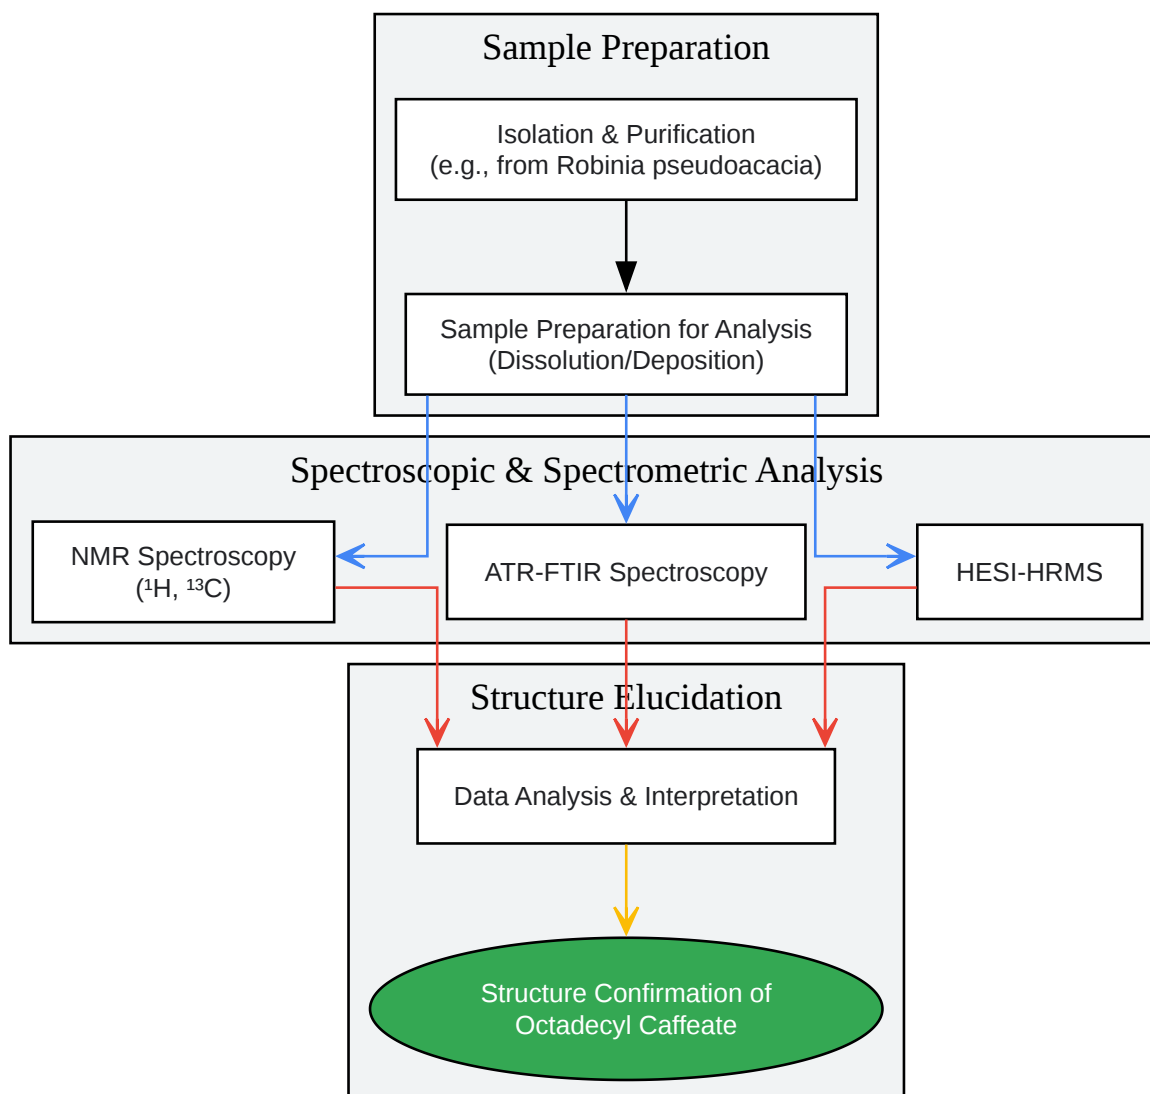 Sample Preparation
Isolation & Purification
(e.g., from Robinia pseudoacacia)
Sample Preparation for Analysis
(Dissolution/Deposition)
Spectroscopic & Spectrometric Analysis
NMR Spectroscopy
(¹H, ¹³C)
ATR-FTIR Spectroscopy
HESI-HRMS
Structure Elucidation
Data Analysis & Interpretation
Structure Confirmation of
Octadecyl Caffeate